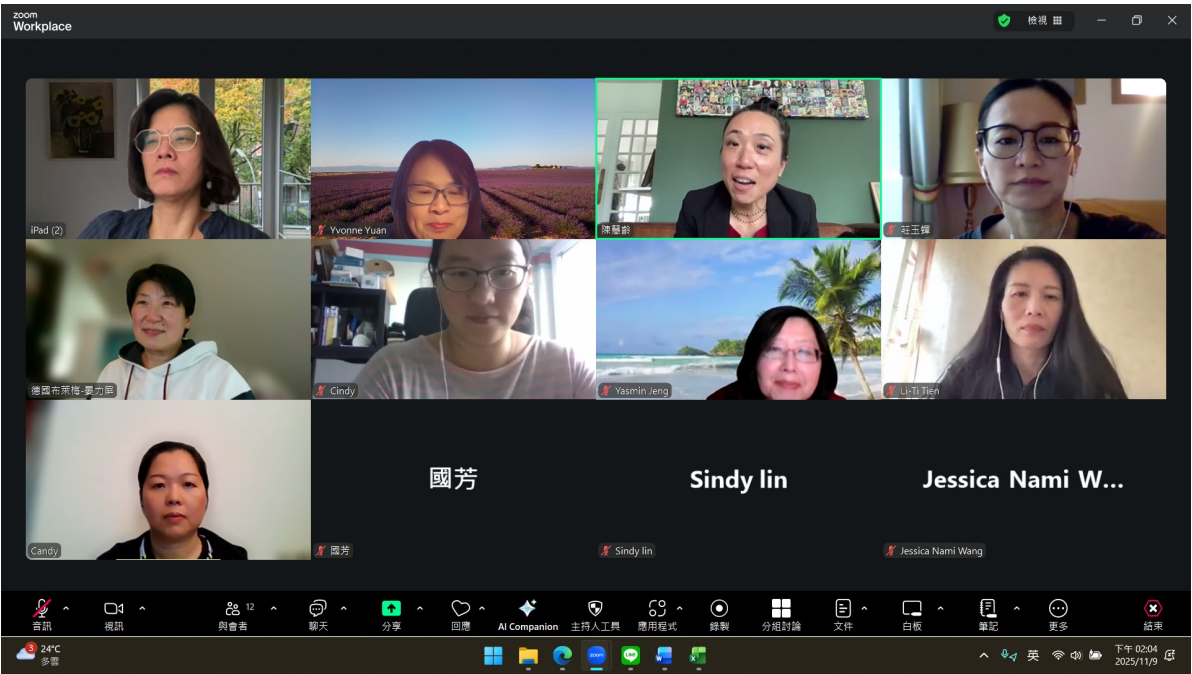 zoom
Workplace
檢視
iPad (2)
Yvonne Yuan
陳慧齡
莊玉蟬
德國布萊梅-晏力屏
Cindy
Yasmin Jeng
Li-Ti Tien
Candy
國芳
國芳
Sindy lin
Sindy lin
Jessica Nami W...
Jessica Nami Wang
音訊
視訊
與會者
12
聊天
分享
回應
AI Companion
主持人工具
應用程式
錄製
分組討論
文件
白板
筆記
更多
結束
3
24°C
多雲
zoom
英
下午 02:04
2025/11/9